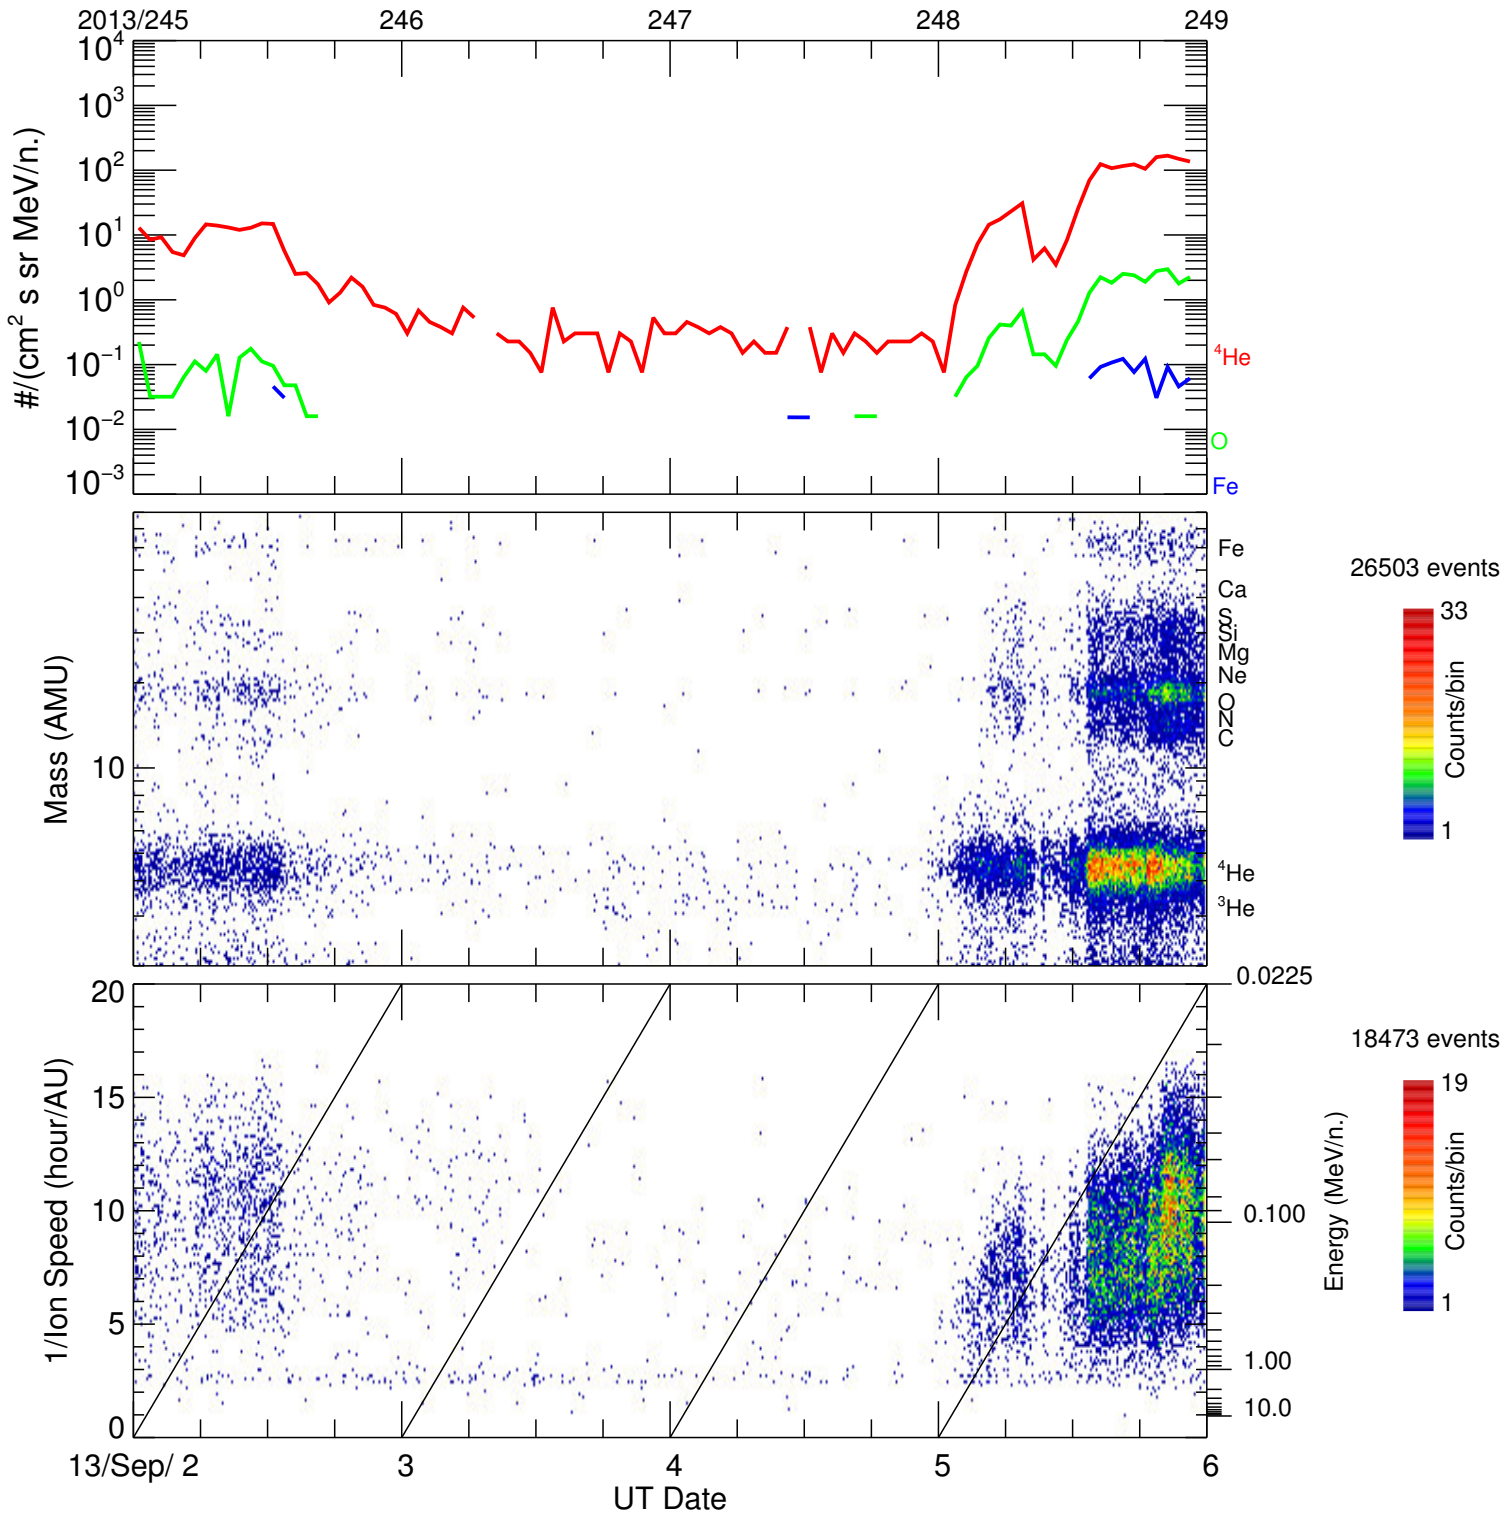 2013/245 246 247 248 249
10⁴
10³
10²
10¹
10⁰
10⁻¹
10⁻²
10⁻³
#/(cm² s sr MeV/n.)
⁴He
O
Fe
Mass (AMU)
10
Fe
Ca
S
Si
Mg
Ne
O
N
C
⁴He
³He
26503 events
33
Counts/bin
1
1/Ion Speed (hour/AU)
20
15
10
5
0
0.0225
0.100
1.00
10.0
Energy (MeV/n.)
18473 events
19
Counts/bin
1
13/Sep/ 2 3 4 5 6
UT Date